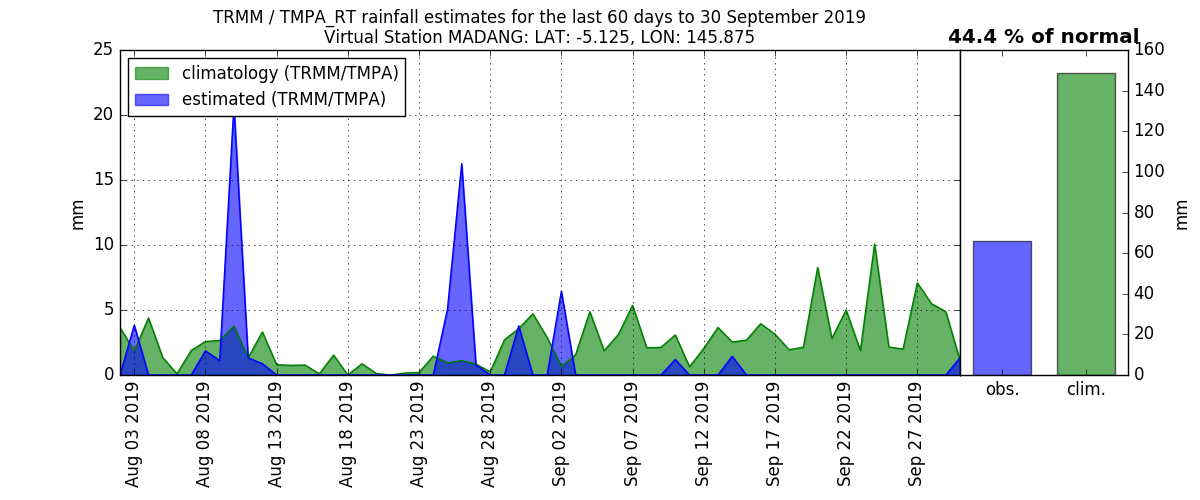 TRMM / TMPA_RT rainfall estimates for the last 60 days to 30 September 2019
Virtual Station MADANG: LAT: -5.125, LON: 145.875
44.4 % of normal
climatology (TRMM/TMPA)
estimated (TRMM/TMPA)
25
20
15
10
5
0
mm
160
140
120
100
80
60
40
20
0
mm
Aug 03 2019
Aug 08 2019
Aug 13 2019
Aug 18 2019
Aug 23 2019
Aug 28 2019
Sep 02 2019
Sep 07 2019
Sep 12 2019
Sep 17 2019
Sep 22 2019
Sep 27 2019
obs.
clim.